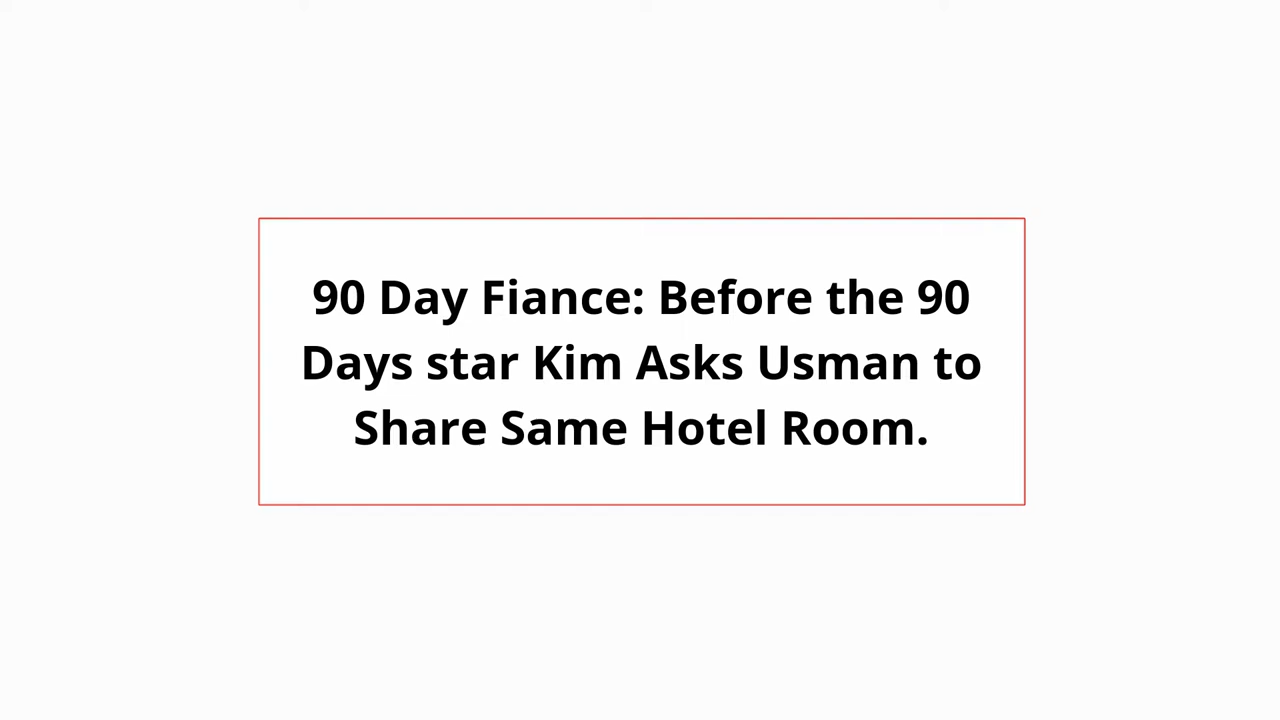 90 Day Fiance: Before the 90
Days star Kim Asks Usman to
Share Same Hotel Room.